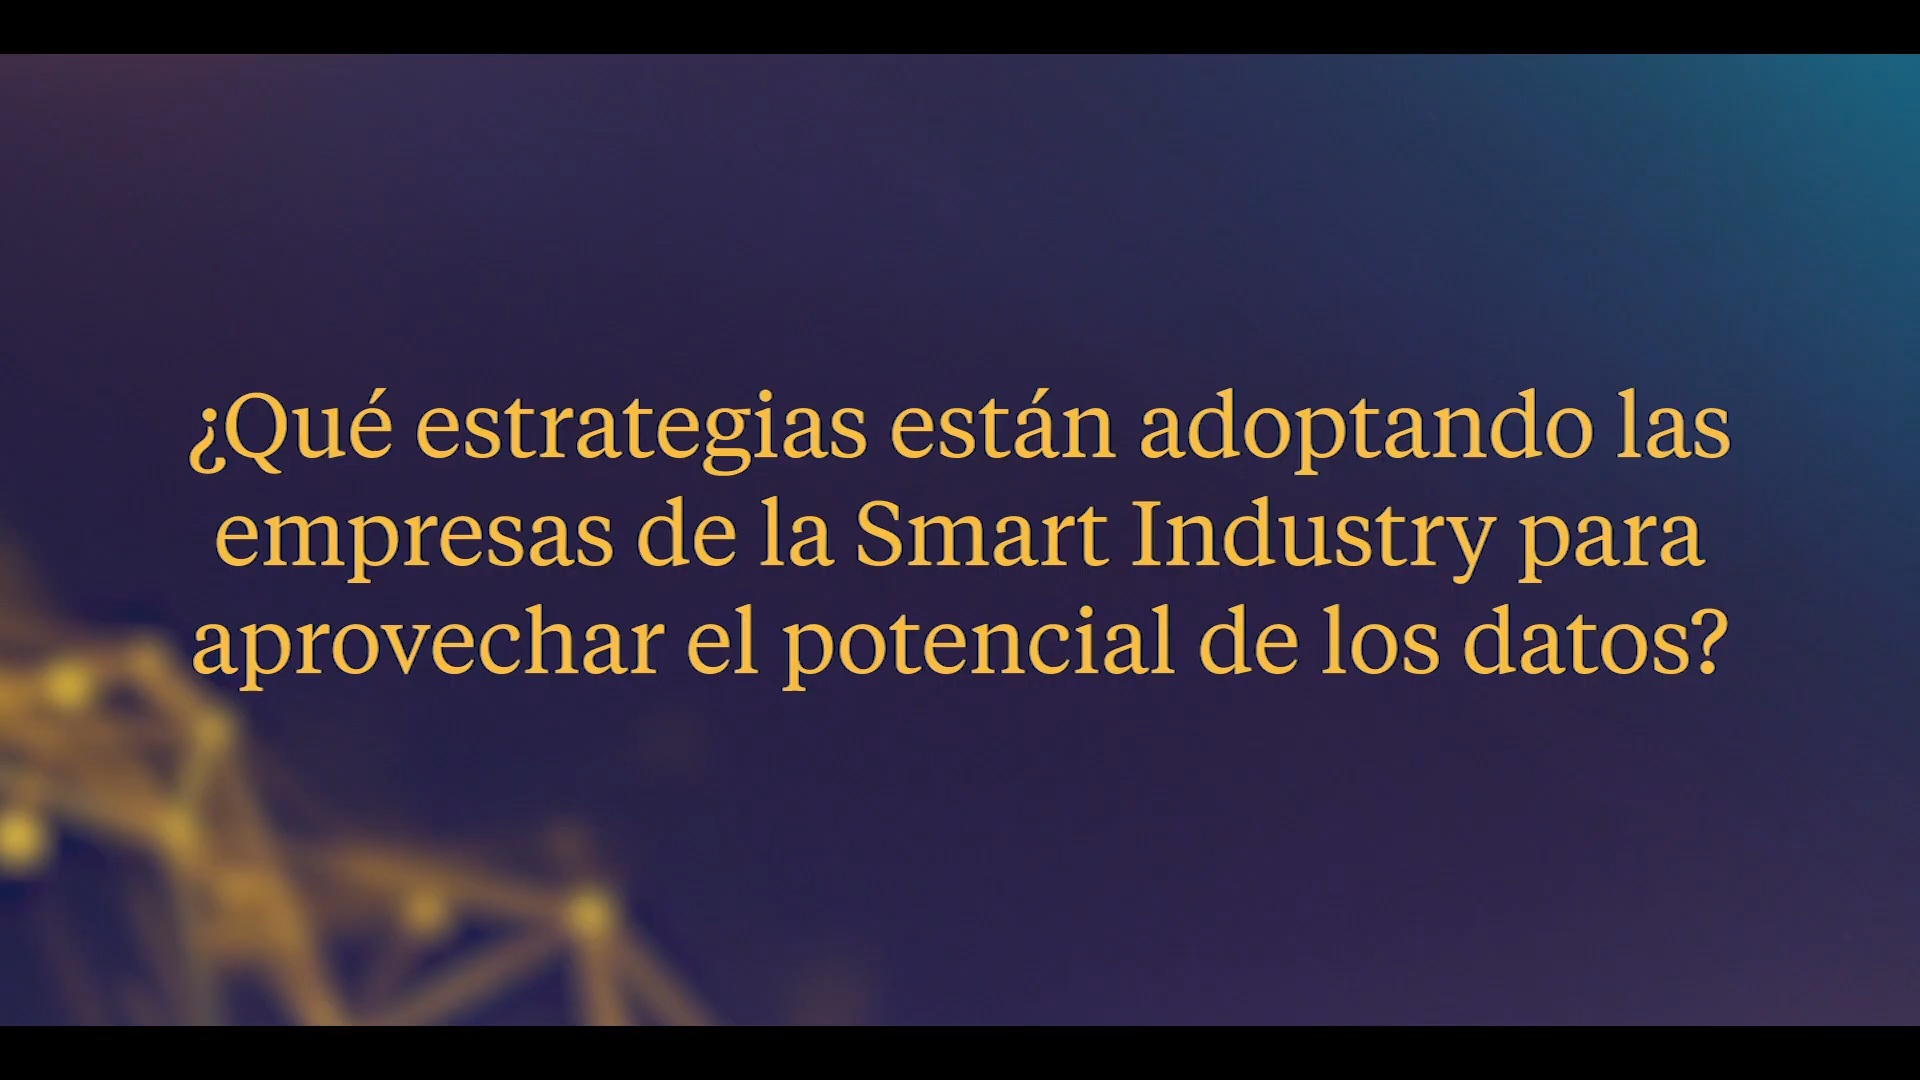 ¿Qué estrategias están adoptando las
empresas de la Smart Industry para
aprovechar el potencial de los datos?